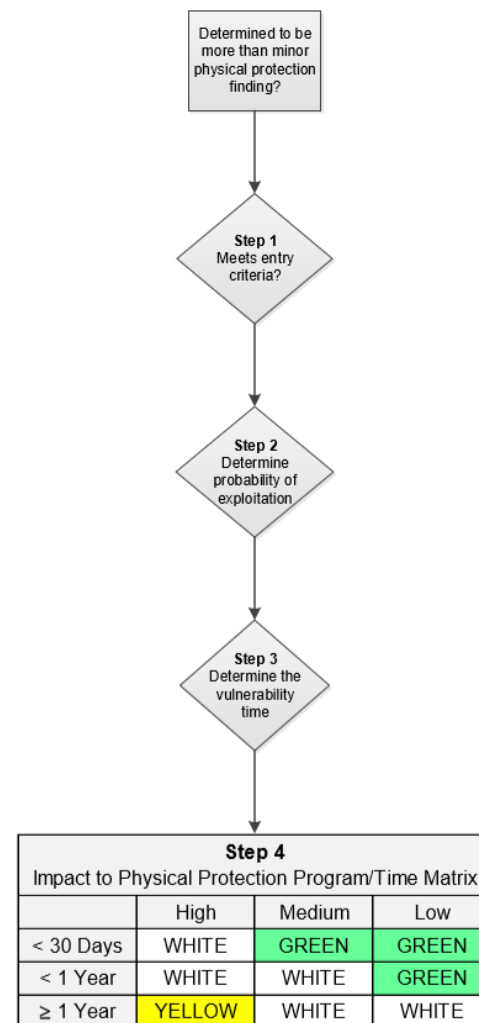 Determined to be
more than minor
physical protection
finding?
Step 1
Meets entry
criteria?
Step 2
Determine
probability of
exploitation
Step 3
Determine the
vulnerability
time
Step 4
Impact to Physical Protection Program/Time Matrix
High Medium Low
< 30 Days WHITE GREEN GREEN
< 1 Year WHITE WHITE GREEN
≥ 1 Year YELLOW WHITE WHITE